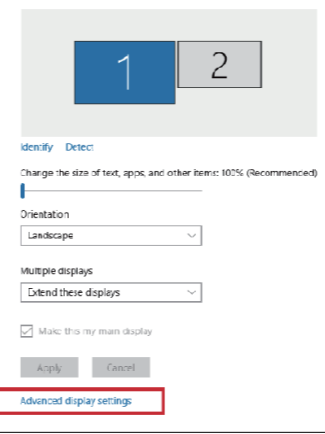 1
2
Identify Detect
Change the size of text, apps, and other items: 100% (Recommended)
Orientation
Landscape
Multiple displays
Extend these displays
Make this my main display
Apply Cancel
Advanced display settings